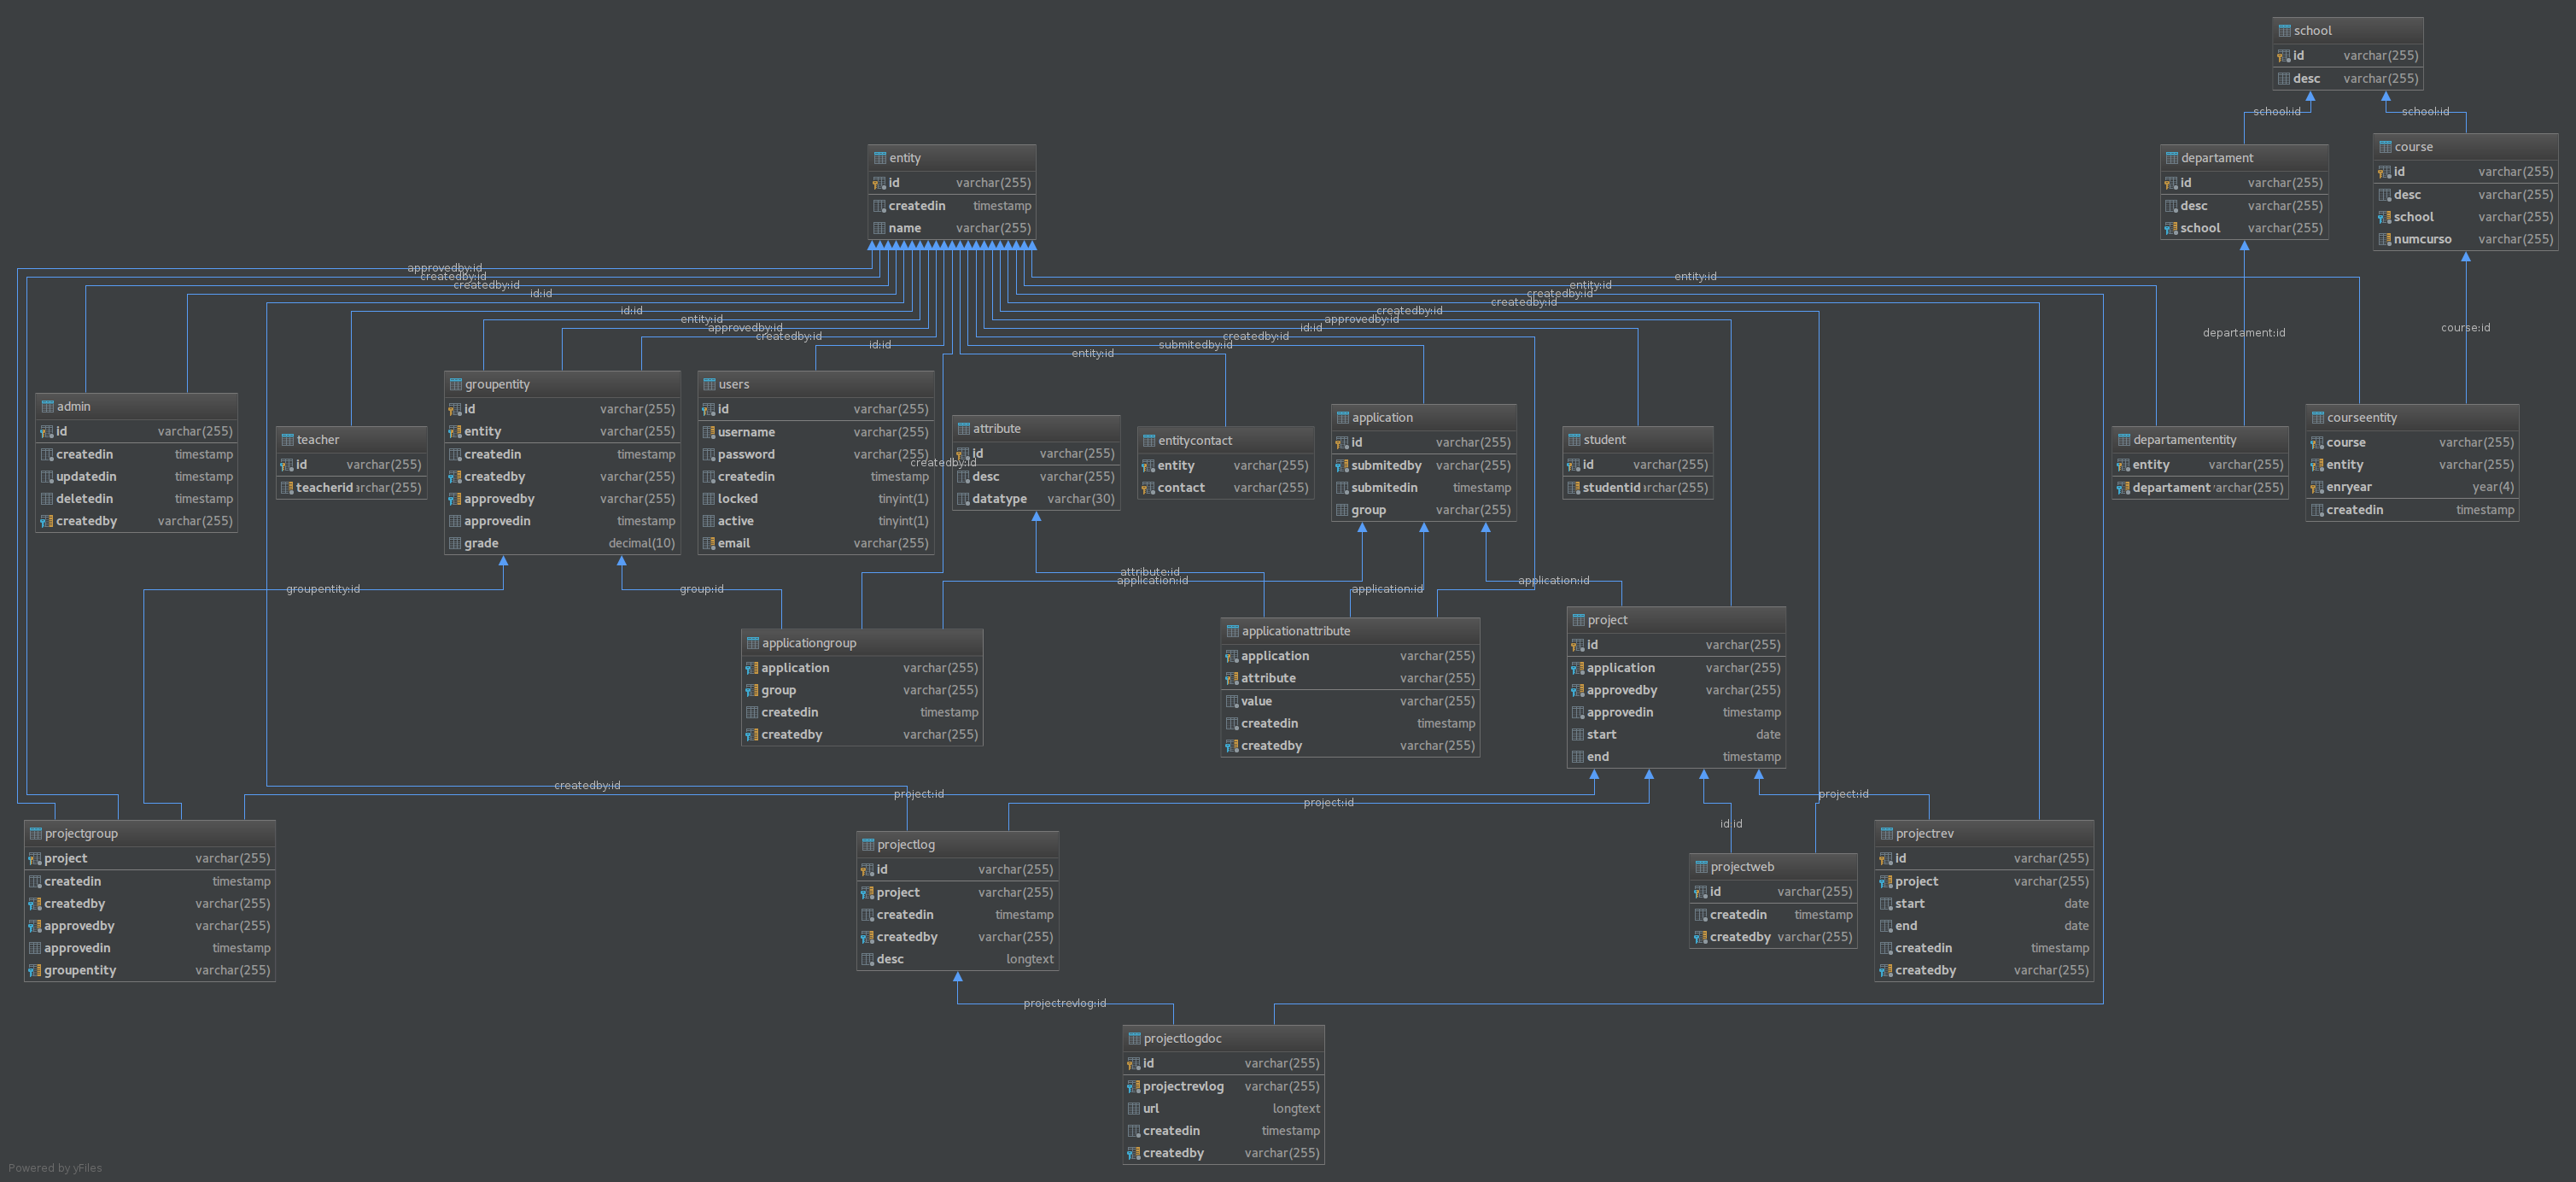 school
id varchar(255)
desc varchar(255)
school:id
school:id
entity
id varchar(255)
createdin timestamp
name varchar(255)
departament
id varchar(255)
desc varchar(255)
school varchar(255)
course
id varchar(255)
desc varchar(255)
school varchar(255)
numcurso varchar(255)
approvedby:id
createdby:id
createdby:id
id:id
id:id
entity:id
approvedby:id
createdby:id
id:id
createdby:id
entity:id
submitedby:id
createdby:id
id:id
approvedby:id
createdby:id
createdby:id
createdby:id
entity:id
entity:id
departament:id
course:id
admin
id varchar(255)
createdin timestamp
updatedin timestamp
deletedin timestamp
createdby varchar(255)
teacher
id varchar(255)
teacherid
groupentity
id varchar(255)
entity varchar(255)
createdin timestamp
createdby varchar(255)
approvedby varchar(255)
approvedin timestamp
grade decimal(10)
users
id varchar(255)
username varchar(255)
password varchar(255)
createdin timestamp
locked tinyint(1)
active tinyint(1)
email varchar(255)
attribute
id varchar(255)
desc varchar(255)
datatype varchar(30)
entitycontact
entity varchar(255)
contact varchar(255)
application
id varchar(255)
submitedby varchar(255)
submitedin timestamp
group varchar(255)
student
id varchar(255)
studentid
departamententity
entity varchar(255)
departament
courseentity
course varchar(255)
entity varchar(255)
enryear year(4)
createdin timestamp
groupentity:id
group:id
attribute:id
application:id
application:id
application:id
applicationgroup
application varchar(255)
group varchar(255)
createdin timestamp
createdby varchar(255)
applicationattribute
application varchar(255)
attribute varchar(255)
value varchar(255)
createdin timestamp
createdby varchar(255)
project
id varchar(255)
application varchar(255)
approvedby varchar(255)
approvedin timestamp
start date
end timestamp
createdby:id
project:id
project:id
id:id
project:id
projectgroup
project varchar(255)
createdin timestamp
createdby varchar(255)
approvedby varchar(255)
approvedin timestamp
groupentity varchar(255)
projectlog
id varchar(255)
project varchar(255)
createdin timestamp
createdby varchar(255)
desc longtext
projectweb
id varchar(255)
createdin timestamp
createdby varchar(255)
projectrev
id varchar(255)
project varchar(255)
start date
end date
createdin timestamp
createdby varchar(255)
projectrevlog:id
projectlogdoc
id varchar(255)
projectrevlog varchar(255)
url longtext
createdin timestamp
createdby varchar(255)
Powered by yFiles